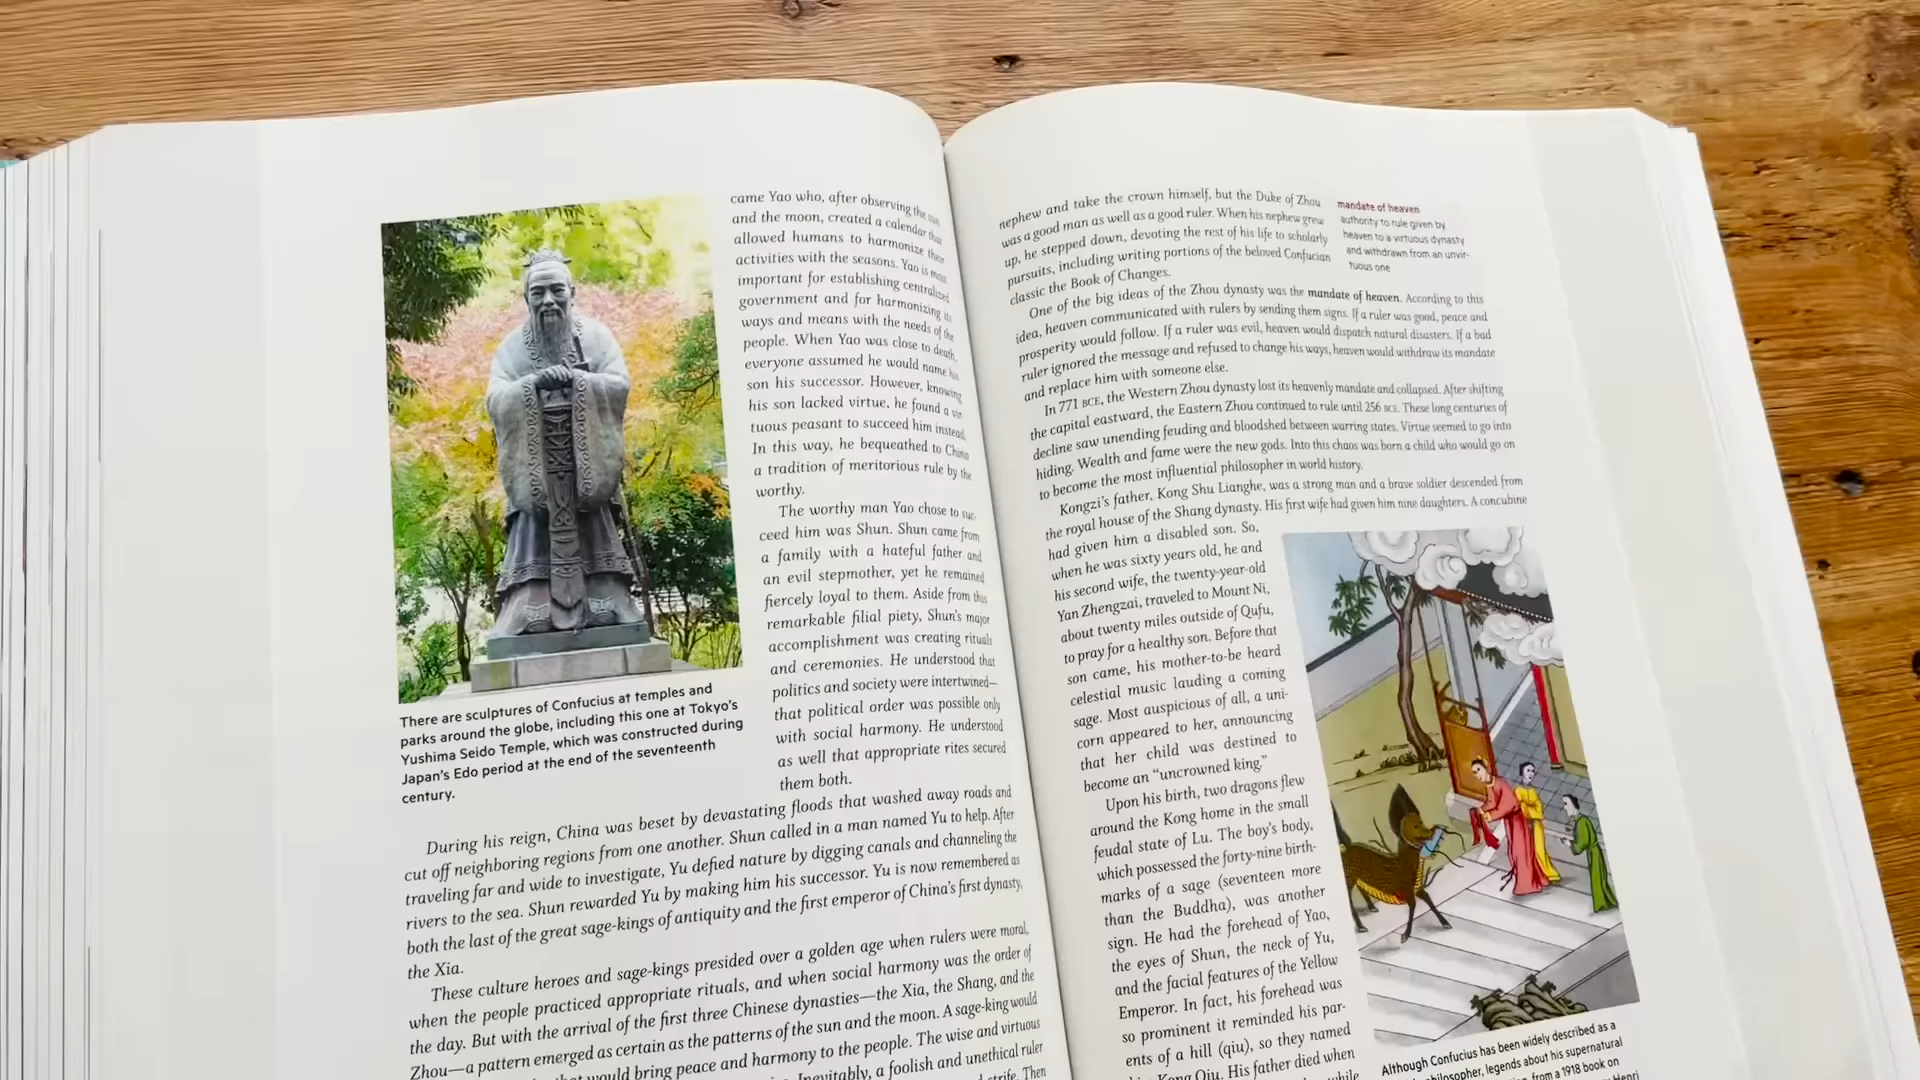 came Yao who, after observing the sun
and the moon, created a calendar that
allowed humans to harmonize their
activities with the seasons. Yao is most
important for establishing centralized
government and for harmonizing its
ways and means with the needs of the
people. When Yao was close to death,
everyone assumed he would name his
son his successor. However, knowing
his son lacked virtue, he found a vir-
tuous peasant to succeed him instead.
In this way, he bequeathed to China
a tradition of meritorious rule by the
worthy.
The worthy man Yao chose to suc-
ceed him was Shun. Shun came from
a family with a hateful father and
an evil stepmother, yet he remained
fiercely loyal to them. Aside from this
remarkable filial piety, Shun's major
accomplishment was creating rituals
and ceremonies. He understood that
politics and society were intertwined—
that political order was possible only
with social harmony. He understood
as well that appropriate rites secured
them both.
There are sculptures of Confucius at temples and
parks around the globe, including this one at Tokyo's
Yushima Seido Temple, which was constructed during
Japan's Edo period at the end of the seventeenth
century.
During his reign, China was beset by devastating floods that washed away roads and
cut off neighboring regions from one another. Shun called in a man named Yu to help. After
traveling far and wide to investigate, Yu defied nature by digging canals and channeling the
rivers to the sea. Shun rewarded Yu by making him his successor. Yu is now remembered as
both the last of the great sage-kings of antiquity and the first emperor of China's first dynasty,
the Xia.
These culture heroes and sage-kings presided over a golden age when rulers were moral,
when the people practiced appropriate rituals, and when social harmony was the order of
the day. But with the arrival of the first three Chinese dynasties—the Xia, the Shang, and the
Zhou—a pattern emerged as certain as the patterns of the sun and the moon. A sage-king would
that would bring peace and harmony to the people. The wise and virtuous
Inevitably, a foolish and unethical ruler
strife. Then
nephew and take the crown himself, but the Duke of Zhou
was a good man as well as a good ruler. When his nephew grew
up, he stepped down, devoting the rest of his life to scholarly
pursuits, including writing portions of the beloved Confucian
classic the Book of Changes.
mandate of heaven
authority to rule given by
heaven to a virtuous dynasty
and withdrawn from an unvir-
tuous one
One of the big ideas of the Zhou dynasty was the mandate of heaven. According to this
idea, heaven communicated with rulers by sending them signs. If a ruler was good, peace and
prosperity would follow. If a ruler was evil, heaven would dispatch natural disasters. If a bad
ruler ignored the message and refused to change his ways, heaven would withdraw its mandate
and replace him with someone else.
In 771 BCE, the Western Zhou dynasty lost its heavenly mandate and collapsed. After shifting
the capital eastward, the Eastern Zhou continued to rule until 256 BCE. These long centuries of
decline saw unending feuding and bloodshed between warring states. Virtue seemed to go into
hiding. Wealth and fame were the new gods. Into this chaos was born a child who would go on
to become the most influential philosopher in world history.
Kongzi's father, Kong Shu Lianghe, was a strong man and a brave soldier descended from
the royal house of the Shang dynasty. His first wife had given him nine daughters. A concubine
had given him a disabled son. So,
when he was sixty years old, he and
his second wife, the twenty-year-old
Yan Zhengzai, traveled to Mount Ni,
about twenty miles outside of Qufu,
to pray for a healthy son. Before that
son came, his mother-to-be heard
celestial music lauding a coming
sage. Most auspicious of all, a uni-
corn appeared to her, announcing
that her child was destined to
become an "uncrowned king."
Upon his birth, two dragons flew
around the Kong home in the small
feudal state of Lu. The boy's body,
which possessed the forty-nine birth-
marks of a sage (seventeen more
than the Buddha), was another
sign. He had the forehead of Yao,
the eyes of Shun, the neck of Yu,
and the facial features of the Yellow
Emperor. In fact, his forehead was
so prominent it reminded his par-
ents of a hill (qiu), so they named
Kong Qiu. His father died when
while
Although Confucius has been widely described as a
philosopher, legends about his supernatural
from a 1918 book on
Henri